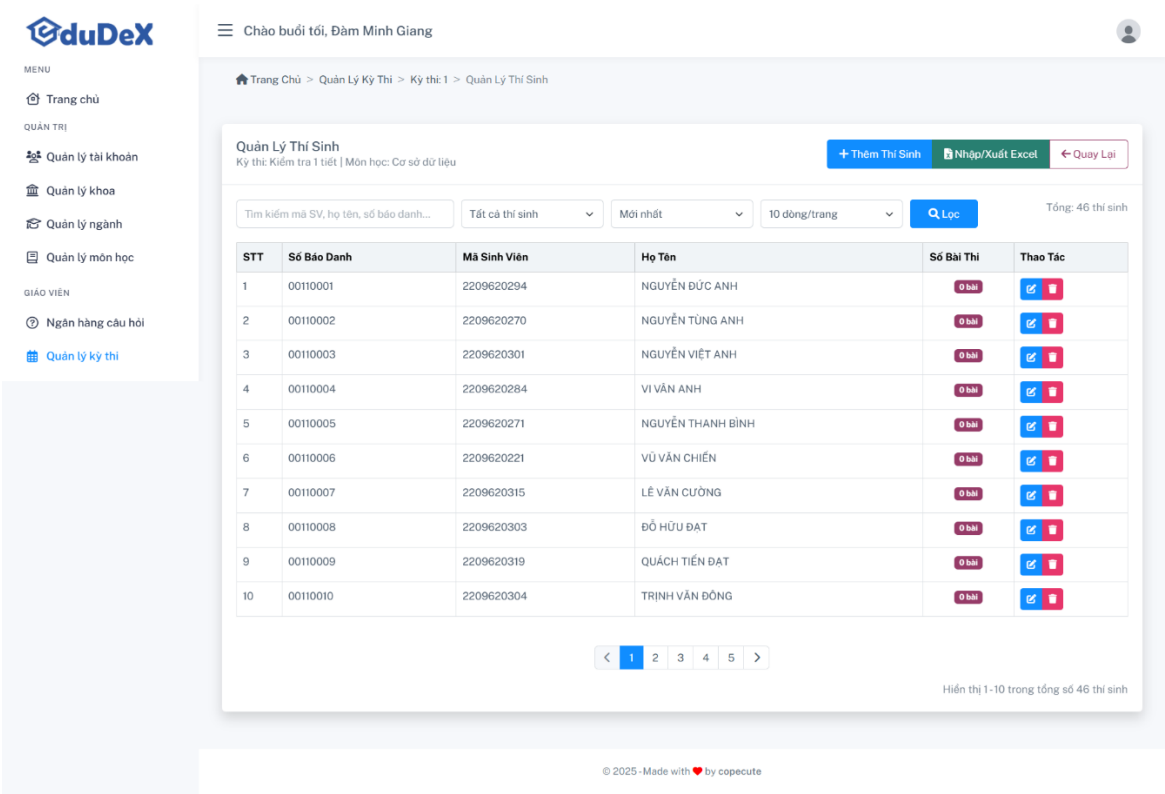 EduDeX
Chào buổi tối, Đàm Minh Giang
MENU
Trang chủ
QUẢN TRỊ
Quản lý tài khoản
Quản lý khoa
Quản lý ngành
Quản lý môn học
GIÁO VIÊN
Ngân hàng câu hỏi
Quản lý kỳ thi
Trang Chủ > Quản Lý Kỳ Thi > Kỳ thi: 1 > Quản Lý Thí Sinh
Quản Lý Thí Sinh
Kỳ thi: Kiểm tra 1 tiết | Môn học: Cơ sở dữ liệu
+ Thêm Thí Sinh Nhập/Xuất Excel Quay Lại
Tìm kiếm mã SV, họ tên, số báo danh... Tất cả thí sinh Mới nhất 10 dòng/trang Lọc Tổng: 46 thí sinh
STT Số Báo Danh Mã Sinh Viên Họ Tên Số Bài Thi Thao Tác
1 00110001 2209620294 NGUYỄN ĐỨC ANH 0 bài
2 00110002 2209620270 NGUYỄN TÙNG ANH 0 bài
3 00110003 2209620301 NGUYỄN VIỆT ANH 0 bài
4 00110004 2209620284 VI VÂN ANH 0 bài
5 00110005 2209620271 NGUYỄN THANH BÌNH 0 bài
6 00110006 2209620221 VŨ VĂN CHIẾN 0 bài
7 00110007 2209620315 LÊ VĂN CƯỜNG 0 bài
8 00110008 2209620303 ĐỖ HỮU ĐẠT 0 bài
9 00110009 2209620319 QUÁCH TIẾN ĐẠT 0 bài
10 00110010 2209620304 TRỊNH VĂN ĐÔNG 0 bài
< 1 2 3 4 5 >
Hiển thị 1 - 10 trong tổng số 46 thí sinh
© 2025 - Made with ❤ by copecute